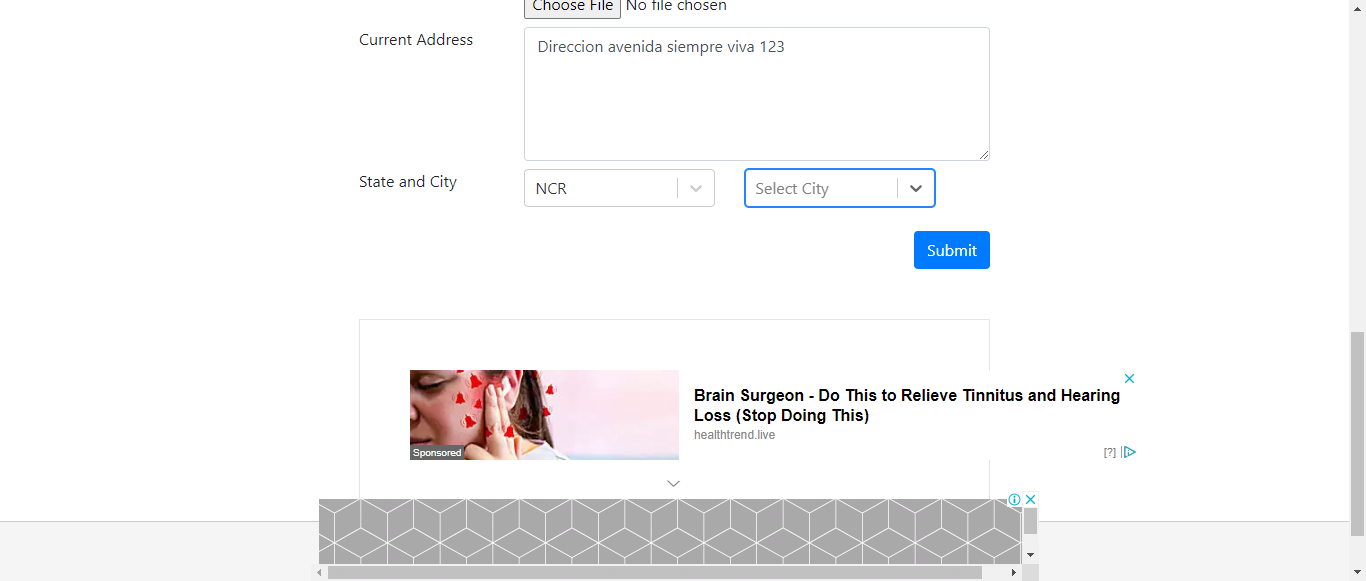 Choose File No file chosen
Current Address
Direccion avenida siempre viva 123
State and City
NCR
Select City
Submit
Brain Surgeon - Do This to Relieve Tinnitus and Hearing
Loss (Stop Doing This)
healthtrend.live
Sponsored
[?]